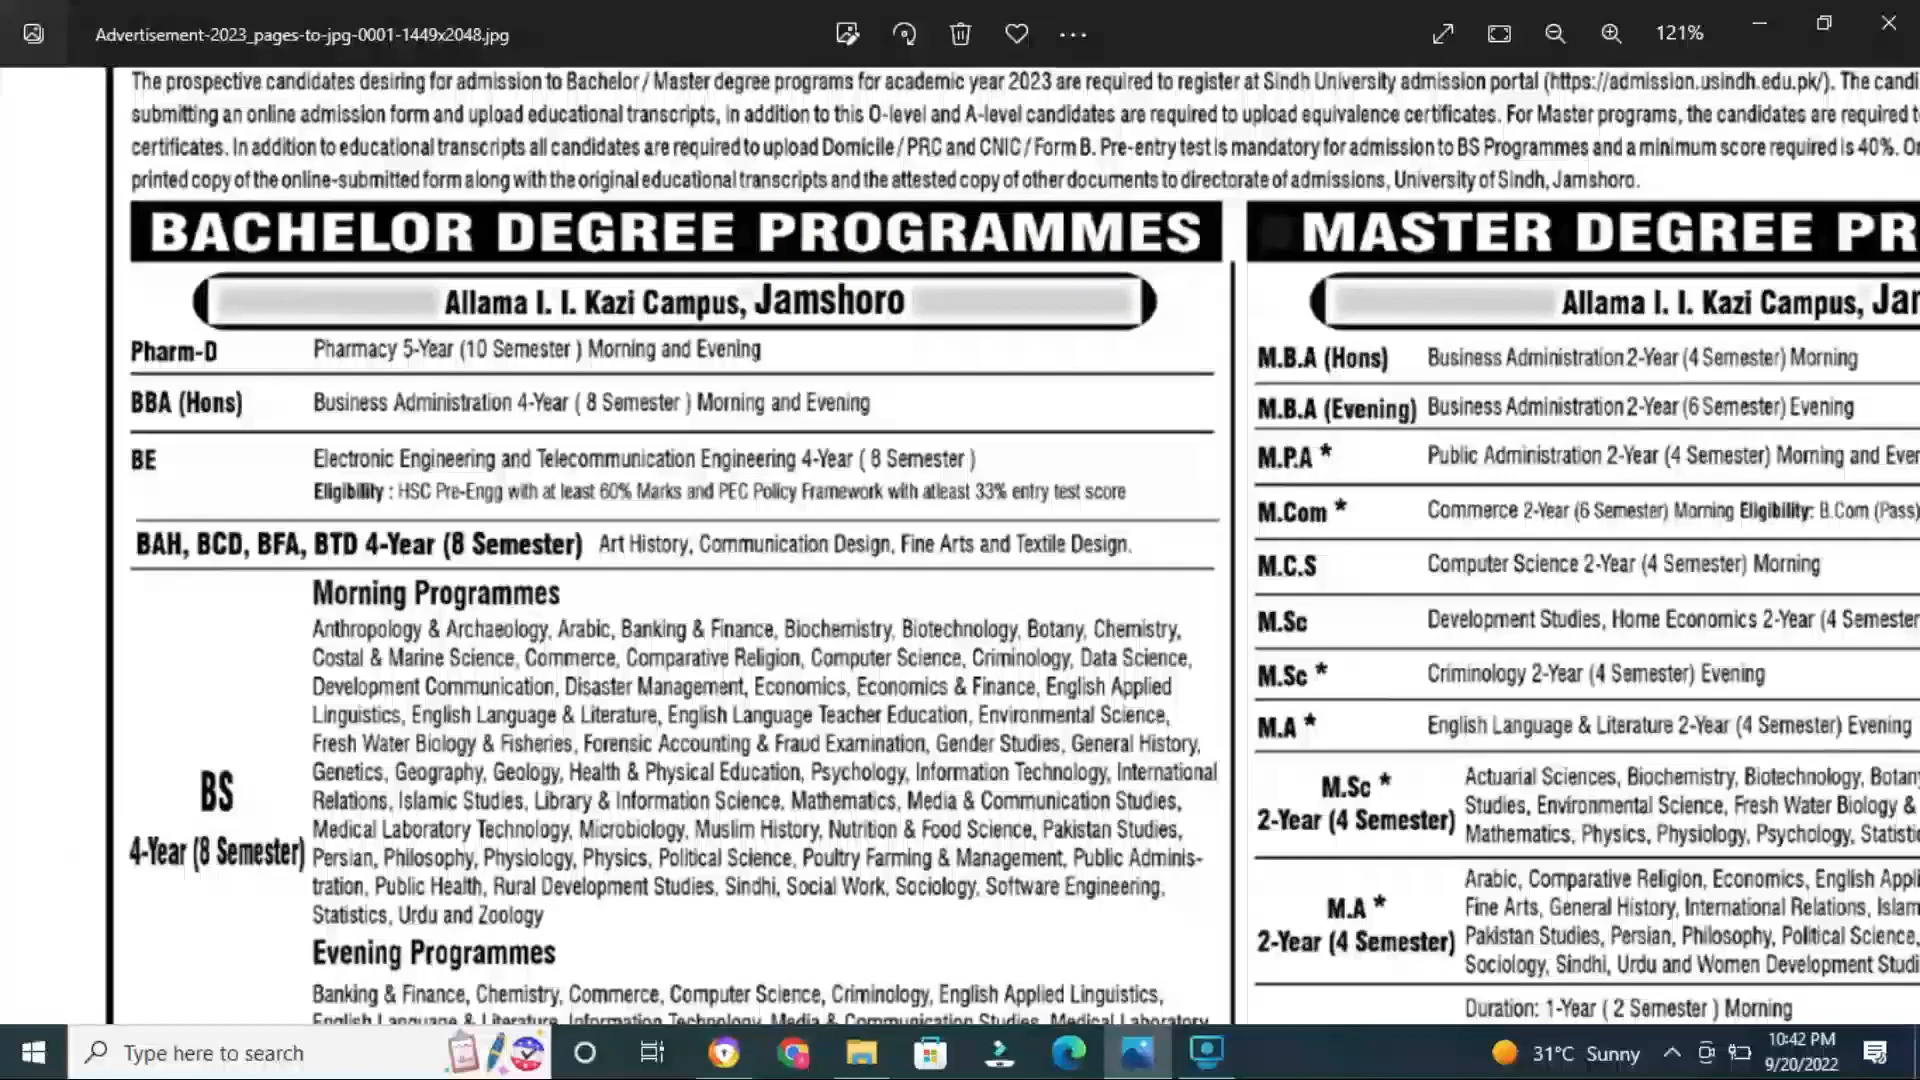 Advertisement-2023_pages-to-jpg-0001-1449x2048.jpg
121%
The prospective candidates desiring for admission to Bachelor / Master degree programs for academic year 2023 are required to register at Sindh University admission portal (https://admission.usindh.edu.pk/). The candi
submitting an online admission form and upload educational transcripts, In addition to this O-level and A-level candidates are required to upload equivalence certificates. For Master programs, the candidates are required t
certificates. In addition to educational transcripts all candidates are required to upload Domicile / PRC and CNIC / Form B. Pre-entry test is mandatory for admission to BS Programmes and a minimum score required is 40%. On
printed copy of the online-submitted form along with the original educational transcripts and the attested copy of other documents to directorate of admissions, University of Sindh, Jamshoro.
BACHELOR DEGREE PROGRAMMES
Allama I. I. Kazi Campus, Jamshoro
Pharm-D Pharmacy 5-Year (10 Semester ) Morning and Evening
BBA (Hons) Business Administration 4-Year ( 8 Semester ) Morning and Evening
BE Electronic Engineering and Telecommunication Engineering 4-Year ( 8 Semester )
Eligibility : HSC Pre-Engg with at least 60% Marks and PEC Policy Framework with atleast 33% entry test score
BAH, BCD, BFA, BTD 4-Year (8 Semester) Art History, Communication Design, Fine Arts and Textile Design.
BS
4-Year (8 Semester)
Morning Programmes
Anthropology & Archaeology, Arabic, Banking & Finance, Biochemistry, Biotechnology, Botany, Chemistry,
Costal & Marine Science, Commerce, Comparative Religion, Computer Science, Criminology, Data Science,
Development Communication, Disaster Management, Economics, Economics & Finance, English Applied
Linguistics, English Language & Literature, English Language Teacher Education, Environmental Science,
Fresh Water Biology & Fisheries, Forensic Accounting & Fraud Examination, Gender Studies, General History,
Genetics, Geography, Geology, Health & Physical Education, Psychology, Information Technology, International
Relations, Islamic Studies, Library & Information Science, Mathematics, Media & Communication Studies,
Medical Laboratory Technology, Microbiology, Muslim History, Nutrition & Food Science, Pakistan Studies,
Persian, Philosophy, Physiology, Physics, Political Science, Poultry Farming & Management, Public Adminis-
tration, Public Health, Rural Development Studies, Sindhi, Social Work, Sociology, Software Engineering,
Statistics, Urdu and Zoology
Evening Programmes
Banking & Finance, Chemistry, Commerce, Computer Science, Criminology, English Applied Linguistics,
English Language & Literature, Information Technology, Media & Communication Studies, Medical Laboratory
MASTER DEGREE PR
Allama I. I. Kazi Campus, Jar
M.B.A (Hons) Business Administration 2-Year (4 Semester) Morning
M.B.A (Evening) Business Administration 2-Year (6 Semester) Evening
M.P.A * Public Administration 2-Year (4 Semester) Morning and Ever
M.Com * Commerce 2-Year (6 Semester) Morning Eligibility: B.Com (Pass)
M.C.S Computer Science 2-Year (4 Semester) Morning
M.Sc Development Studies, Home Economics 2-Year (4 Semester
M.Sc * Criminology 2-Year (4 Semester) Evening
M.A * English Language & Literature 2-Year (4 Semester) Evening
M.Sc *
2-Year (4 Semester)
Actuarial Sciences, Biochemistry, Biotechnology, Botany
Studies, Environmental Science, Fresh Water Biology &
Mathematics, Physics, Physiology, Psychology, Statistic
M.A *
2-Year (4 Semester)
Arabic, Comparative Religion, Economics, English Appli
Fine Arts, General History, International Relations, Islam
Pakistan Studies, Persian, Philosophy, Political Science,
Sociology, Sindhi, Urdu and Women Development Studi
Duration: 1-Year ( 2 Semester ) Morning
Type here to search
31°C Sunny
10:42 PM
9/20/2022